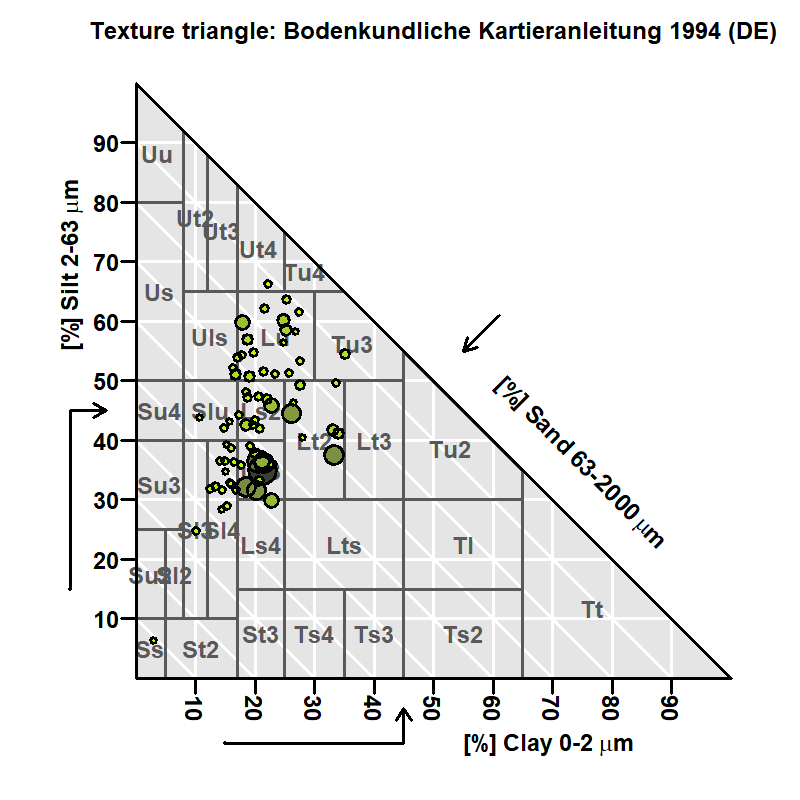 Texture triangle: Bodenkundliche Kartieranleitung 1994 (DE)
90
80
70
60
50
40
30
20
10
[%] Silt 2-63 μm
Uu
Ut2
Ut3
Ut4
Tu4
Us
Uls
Lu
Tu3
Su4
Slu
Ls2
Lt2
Lt3
Tu2
Su3
Sl3
Sl4
Ls4
Lts
Tl
Sl2
Tt
Ss
St2
St3
Ts4
Ts3
Ts2
[%] Sand 63-2000 μm
10
20
30
40
50
60
70
80
90
[%] Clay 0-2 μm